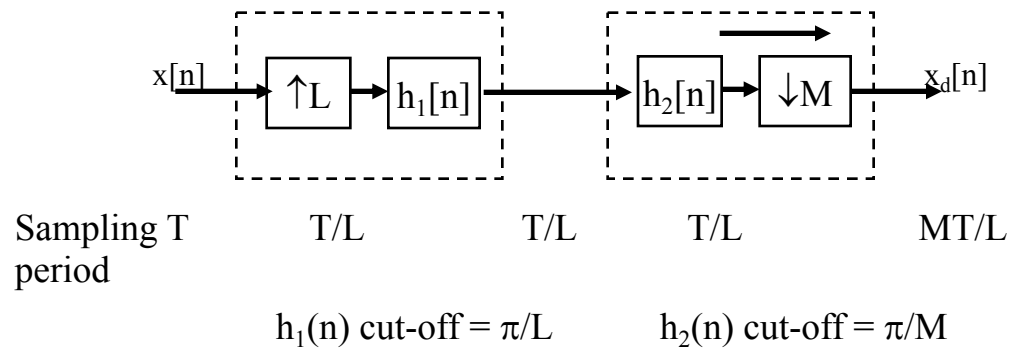 x[n] ↑L h₁[n] h₂[n] ↓M x_d[n]
Sampling T T/L T/L T/L MT/L
period
h₁(n) cut-off = π/L h₂(n) cut-off = π/M